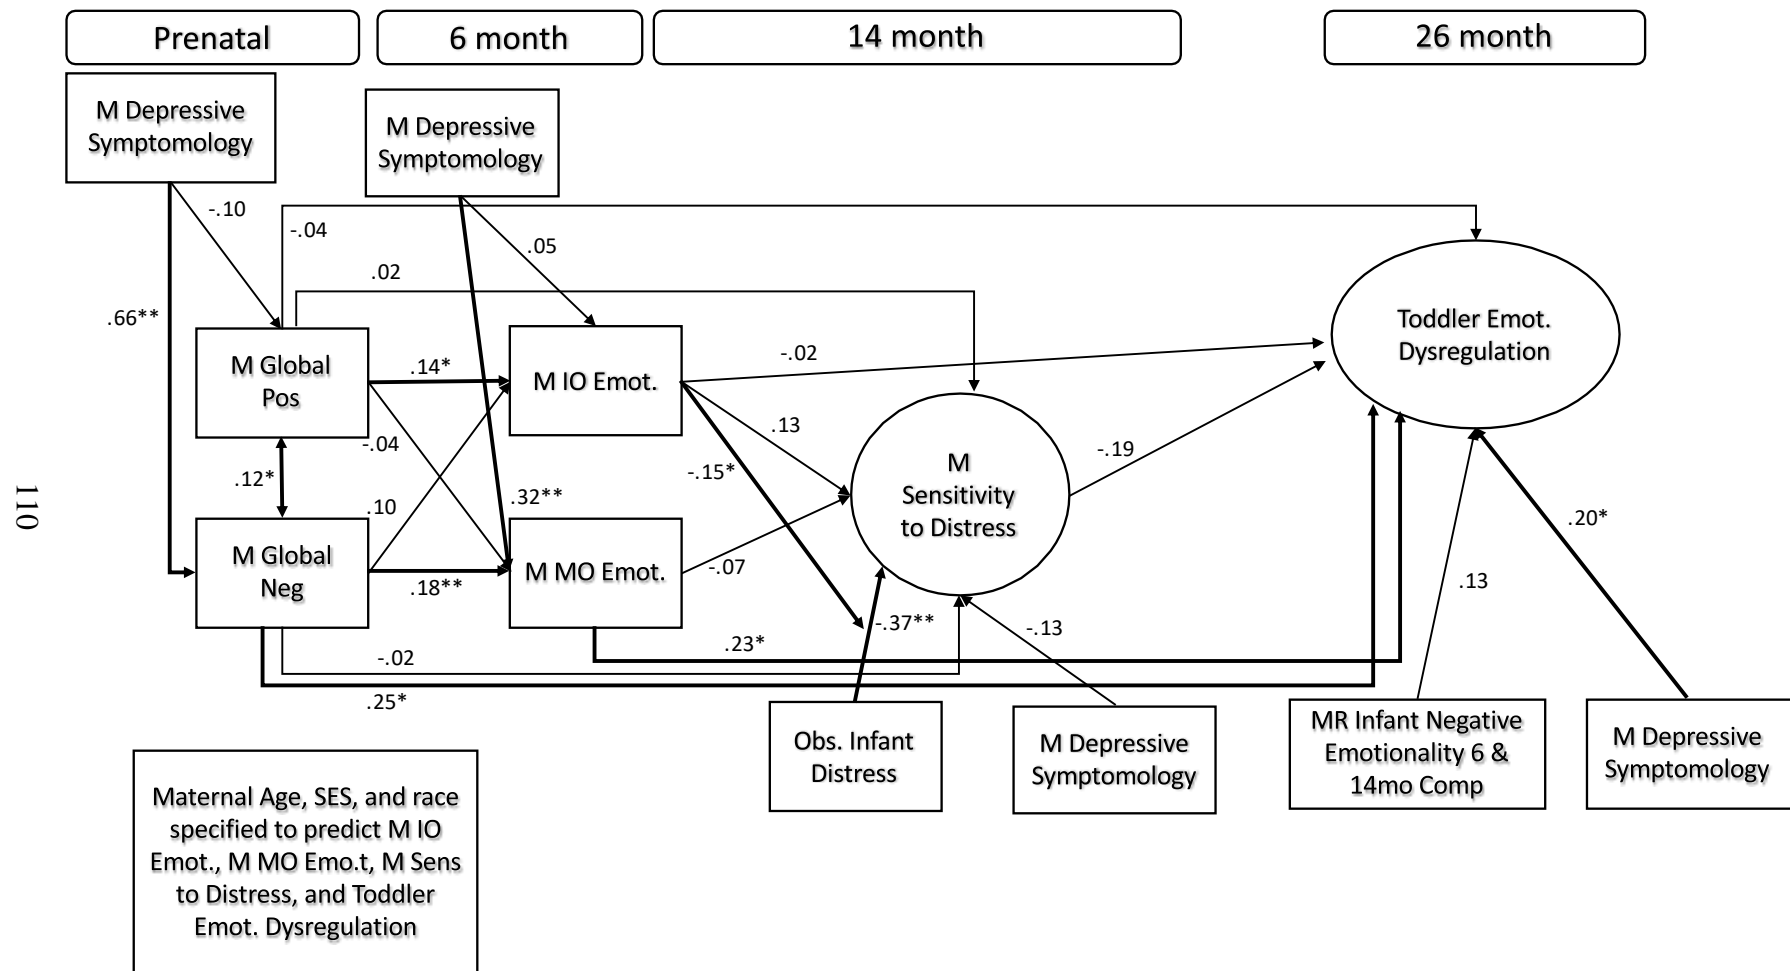 Prenatal
6 month
14 month
26 month
M Depressive
Symptomology
M Depressive
Symptomology
-.10
-.04
.05
.02
.66**
Toddler Emot.
Dysregulation
M Global
Pos
.14*
M IO Emot.
-.02
.13
-.04
-.19
-.15*
M
Sensitivity
to Distress
.12*
.10
.32**
.20*
110
M Global
Neg
.18**
M MO Emot.
-.07
.13
-.37**
-.13
.23*
-.02
.25*
Obs. Infant
Distress
M Depressive
Symptomology
MR Infant Negative
Emotionality 6 &
14mo Comp
M Depressive
Symptomology
Maternal Age, SES, and race
specified to predict M IO
Emot., M MO Emo.t, M Sens
to Distress, and Toddler
Emot. Dysregulation